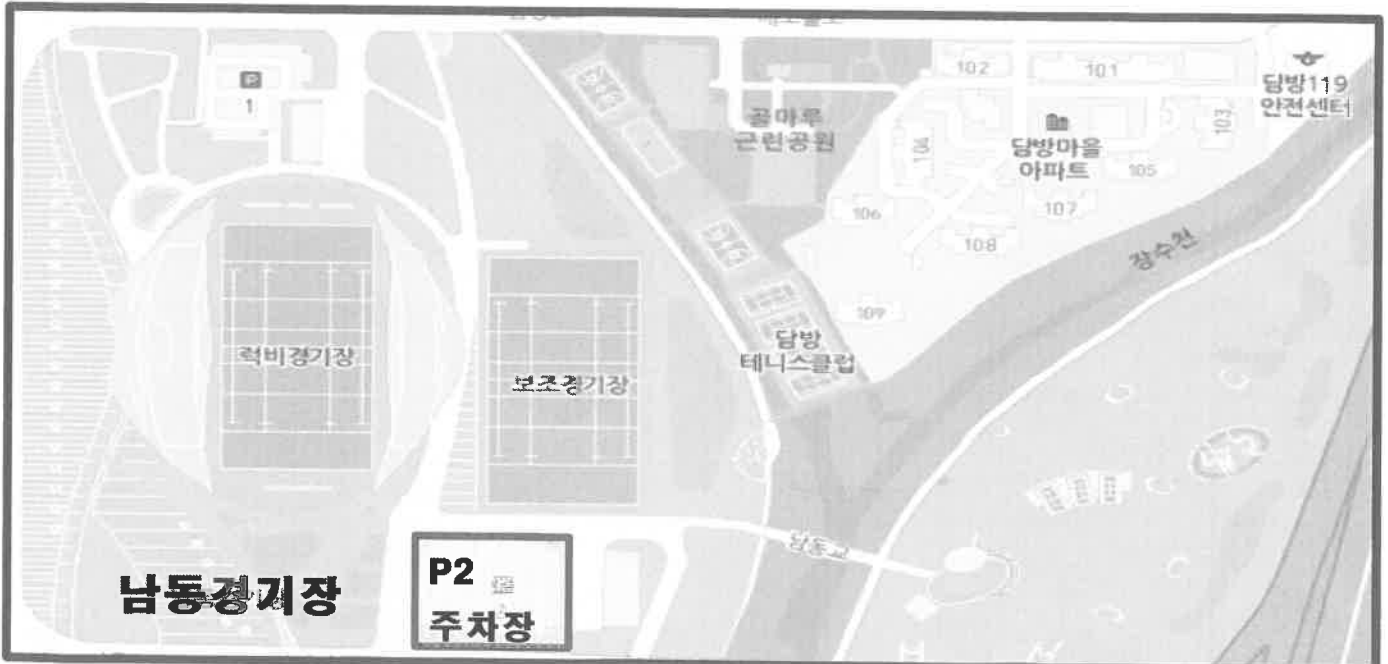 102
101
담방119
안전센터
P
1
103
골마루
근린공원
104
담방마을
아파트
105
106
107
108
장수천
109
럭비경기장
담방
테니스클럽
보조경기장
남동교
P2
주차장
남동경기장